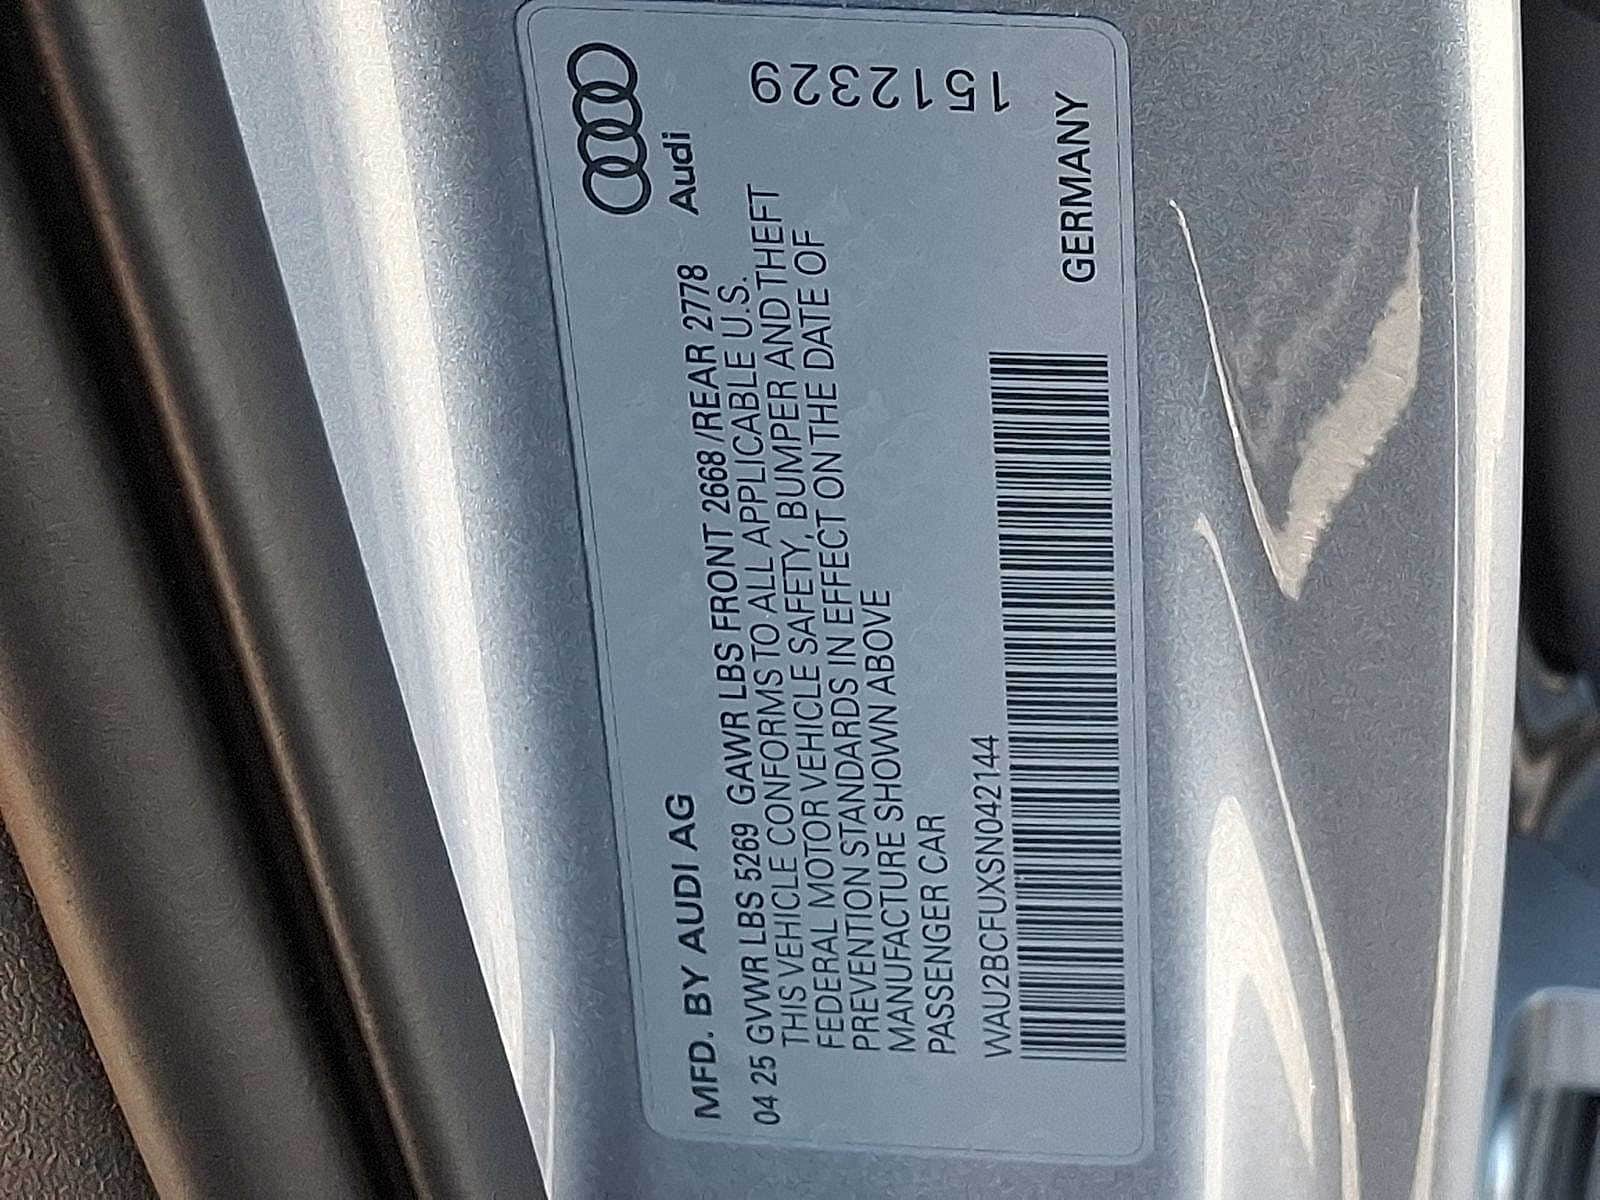 MFD. BY AUDI AG
Audi
04 25 GVWR LBS 5269 GAWR LBS FRONT 2668/REAR 2778
THIS VEHICLE CONFORMS TO ALL APPLICABLE U.S.
FEDERAL MOTOR VEHICLE SAFETY, BUMPER AND THEFT
PREVENTION STANDARDS IN EFFECT ON THE DATE OF
MANUFACTURE SHOWN ABOVE
PASSENGER CAR
1512329
WAU2BCFUXSN042144
GERMANY